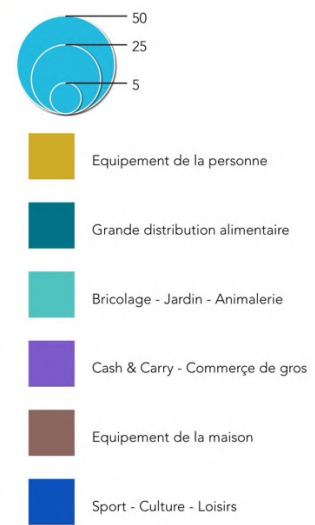 50
25
5
Equipement de la personne
Grande distribution alimentaire
Bricolage - Jardin - Animalerie
Cash & Carry - Commerçe de gros
Equipement de la maison
Sport - Culture - Loisirs